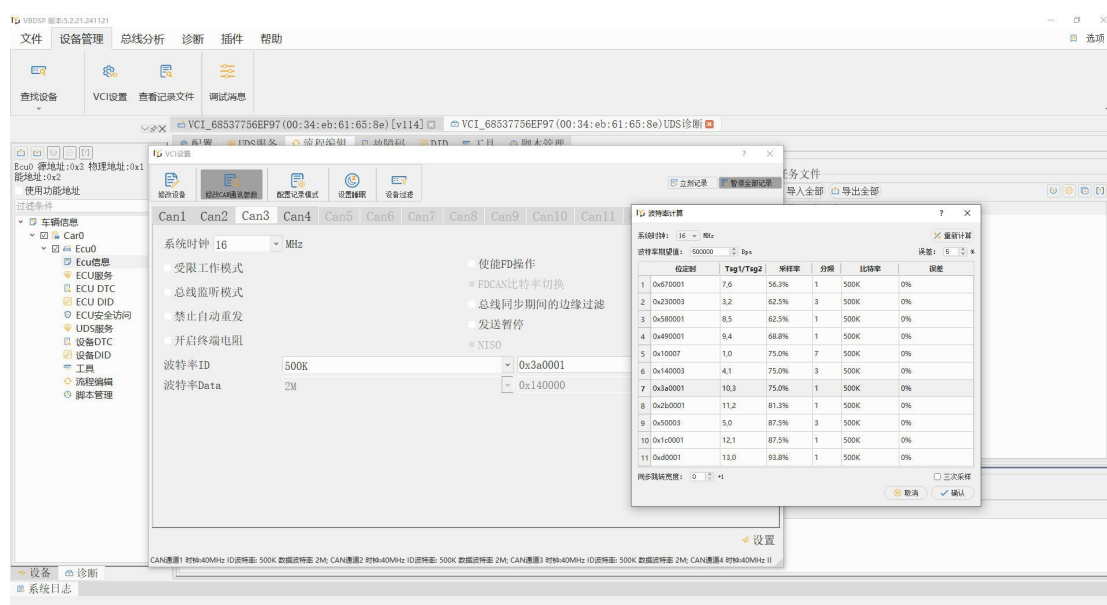 VBDSP 版本:5.2.21.241121
文件 设备管理 总线分析 诊断 插件 帮助
选项
查找设备 VCI设置 查看记录文件 调试消息
VCI_68537756EF97(00:34:eb:61:65:8e)[v114] VCI_68537756EF97(00:34:eb:61:65:8e)UDS诊断
配置 UDS服务 流程编辑 故障码 DID 工具 脚本管理
Ecu0 源地址:0x3 物理地址:0x1
能地址:0x2
使用功能地址
过滤条件
车辆信息
Car0
Ecu0
Ecu信息
ECU服务
ECU DTC
ECU DID
ECU安全访问
UDS服务
设备DTC
设备DID
工具
流程编辑
脚本管理
任务文件
导入全部 导出全部
VCI设置
修改设备 修改CAN通讯参数 配置记录模式 设置睡眠 设备过滤
立刻记录 暂停全部记录
Can1 Can2 Can3 Can4 Can5 Can6 Can7 Can8 Can9 Can10 Can11
系统时钟 16 MHz
受限工作模式
总线监听模式
禁止自动重发
开启终端电阻
使能FD操作
FDCAN比特率切换
总线同步期间的边缘过滤
发送暂停
NISO
波特率ID 500K 0x3a0001
波特率Data 2M 0x140000
设置
CAN通道1 时钟:40MHz ID波特率: 500K 数据波特率 2M; CAN通道2 时钟:40MHz ID波特率: 500K 数据波特率 2M; CAN通道3 时钟:40MHz ID波特率: 500K 数据波特率 2M; CAN通道4 时钟:40MHz II
波特率计算
系统时钟: 16 MHz 重新计算
波特率期望值: 500000 Bps 误差: 5 %
位定时 Tsg1/Tsg2 采样率 分频 比特率 误差
1 0x670001 7,6 56.3% 1 500K 0%
2 0x230003 3,2 62.5% 3 500K 0%
3 0x580001 8,5 62.5% 1 500K 0%
4 0x490001 9,4 68.8% 1 500K 0%
5 0x10007 1,0 75.0% 7 500K 0%
6 0x140003 4,1 75.0% 3 500K 0%
7 0x3a0001 10,3 75.0% 1 500K 0%
8 0x2b0001 11,2 81.3% 1 500K 0%
9 0x50003 5,0 87.5% 3 500K 0%
10 0x1c0001 12,1 87.5% 1 500K 0%
11 0xd0001 13,0 93.8% 1 500K 0%
同步跳转宽度: 0 +1 三次采样
取消 确认
设备 诊断
系统日志